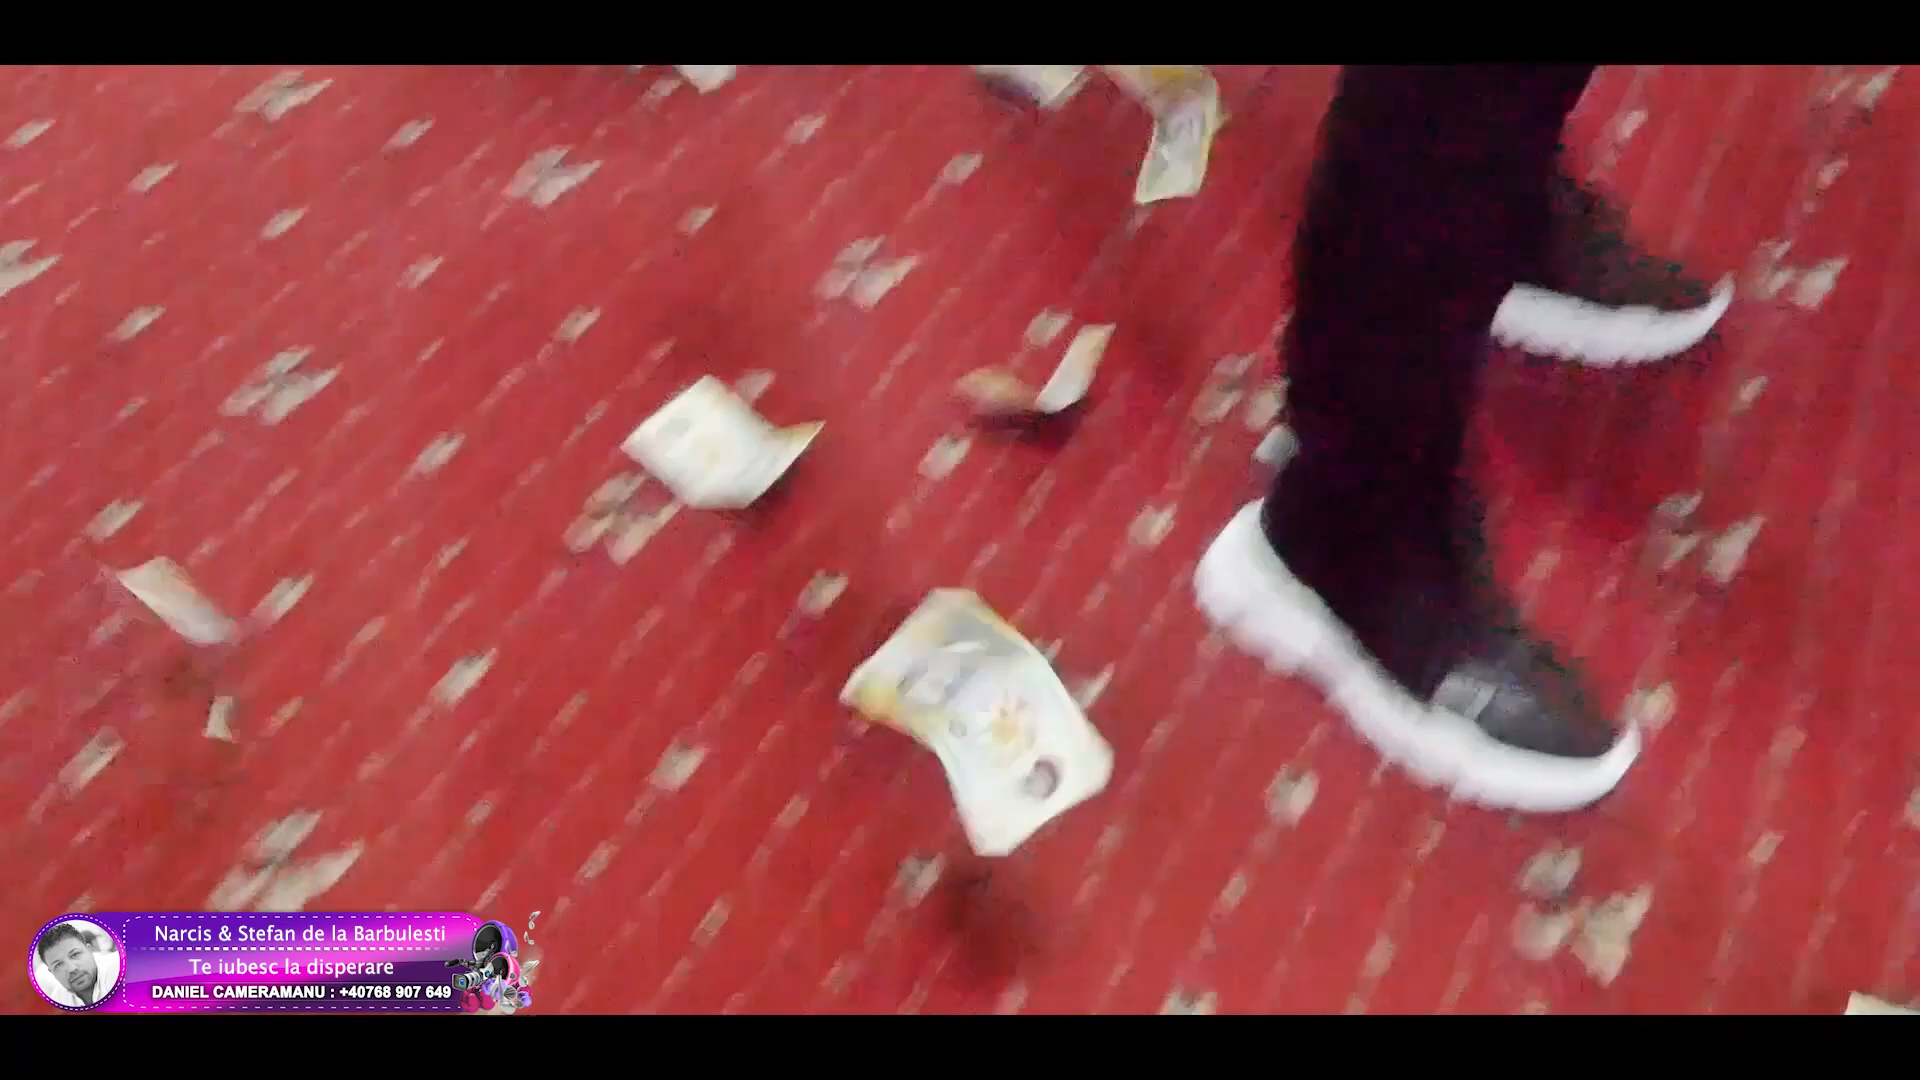 Narcis & Stefan de la Barbulesti
Te iubesc la disperare
DANIEL CAMERAMANU : +40768 907 649